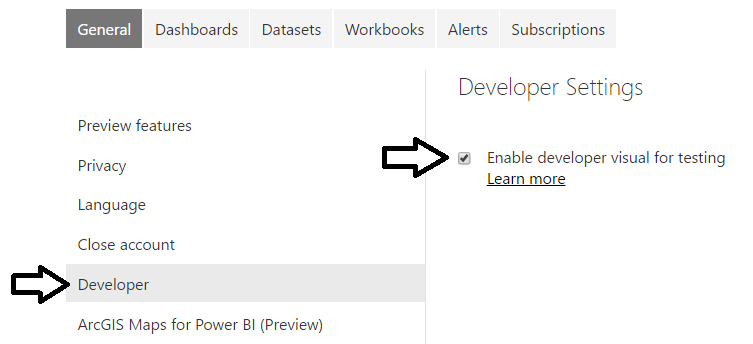 General Dashboards Datasets Workbooks Alerts Subscriptions
Preview features
Privacy
Language
Close account
Developer
ArcGIS Maps for Power BI (Preview)
Developer Settings
Enable developer visual for testing
Learn more